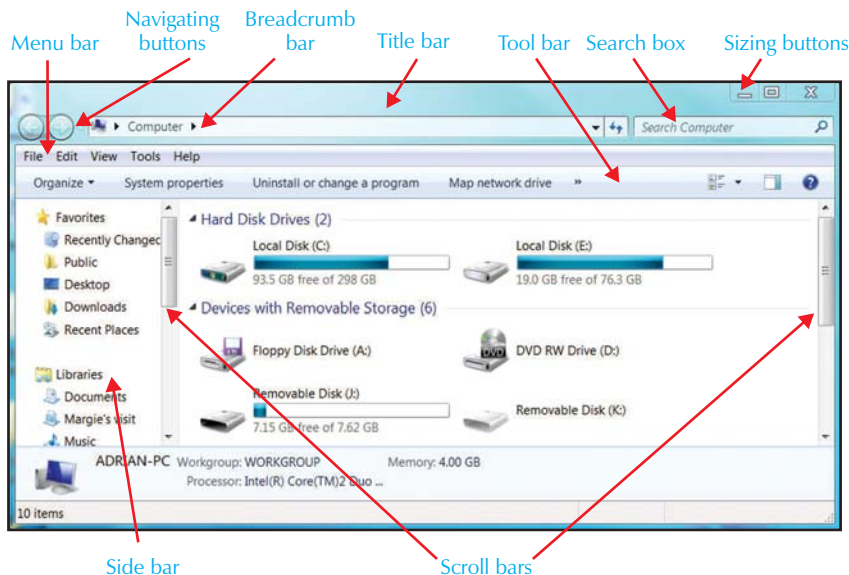 Navigating buttons
Breadcrumb bar
Menu bar
Title bar
Tool bar
Search box
Sizing buttons
Computer
Search Computer
File Edit View Tools Help
Organize System properties Uninstall or change a program Map network drive »
Favorites
Recently Changed
Public
Desktop
Downloads
Recent Places
Libraries
Documents
Margie's visit
Music
Hard Disk Drives (2)
Local Disk (C:)
93.5 GB free of 298 GB
Local Disk (E:)
19.0 GB free of 76.3 GB
Devices with Removable Storage (6)
Floppy Disk Drive (A:)
DVD
DVD RW Drive (D:)
Removable Disk (J:)
7.15 GB free of 7.62 GB
Removable Disk (K:)
ADRIAN-PC Workgroup: WORKGROUP Memory: 4.00 GB
Processor: Intel(R) Core(TM)2 Duo ...
10 items
Side bar
Scroll bars